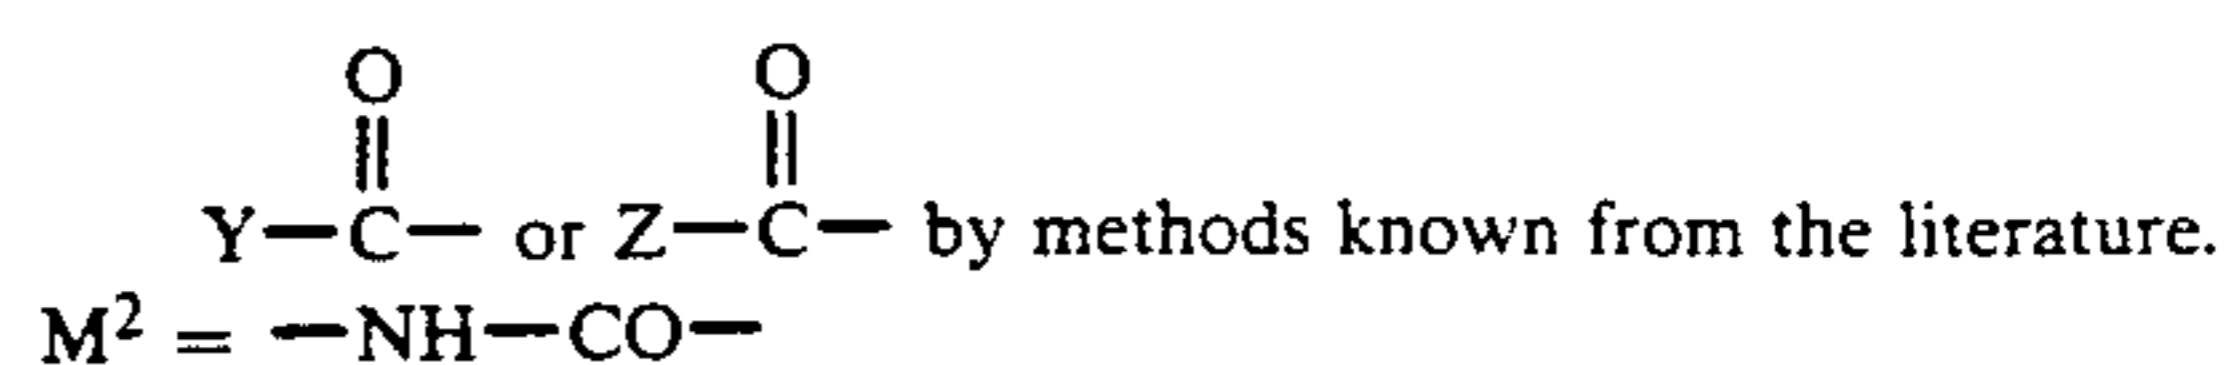 O O
|| ||
Y—C— or Z—C— by methods known from the literature.
M² = —NH—CO—